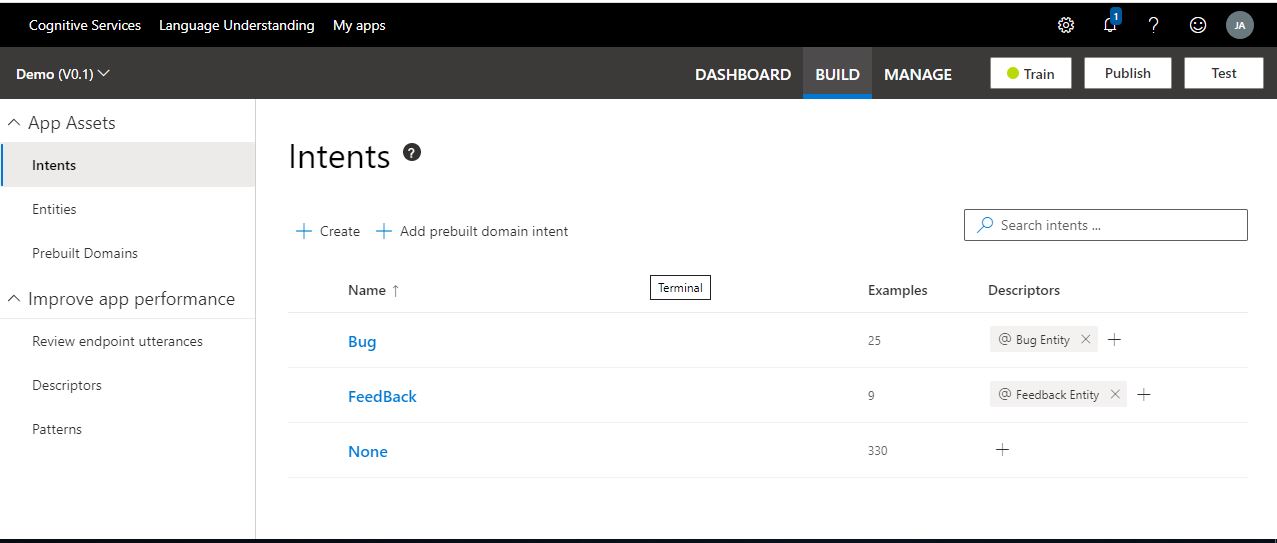 Cognitive Services Language Understanding My apps 1 ? JA
Demo (V0.1) DASHBOARD BUILD MANAGE Train Publish Test
App Assets
Intents
Entities
Prebuilt Domains
Improve app performance
Review endpoint utterances
Descriptors
Patterns
Intents ?
+ Create + Add prebuilt domain intent Search intents ...
Name ↑ Terminal Examples Descriptors
Bug 25 @ Bug Entity × +
FeedBack 9 @ Feedback Entity × +
None 330 +